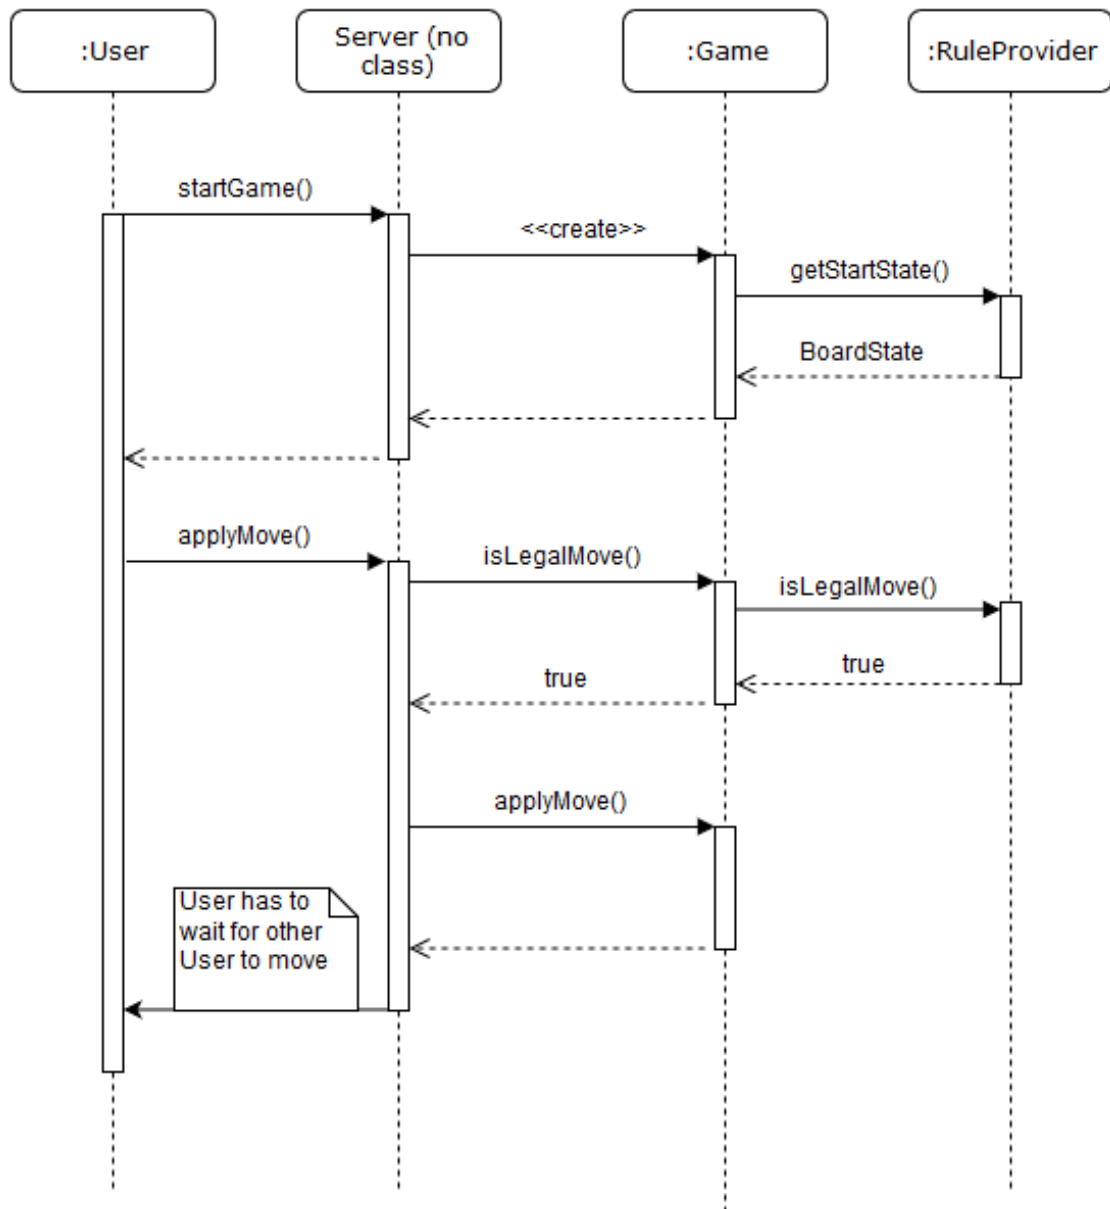 :User
Server (no
class)
:Game
:RuleProvider
startGame()
<<create>>
getStartState()
BoardState
applyMove()
isLegalMove()
isLegalMove()
true
true
applyMove()
User has to
wait for other
User to move